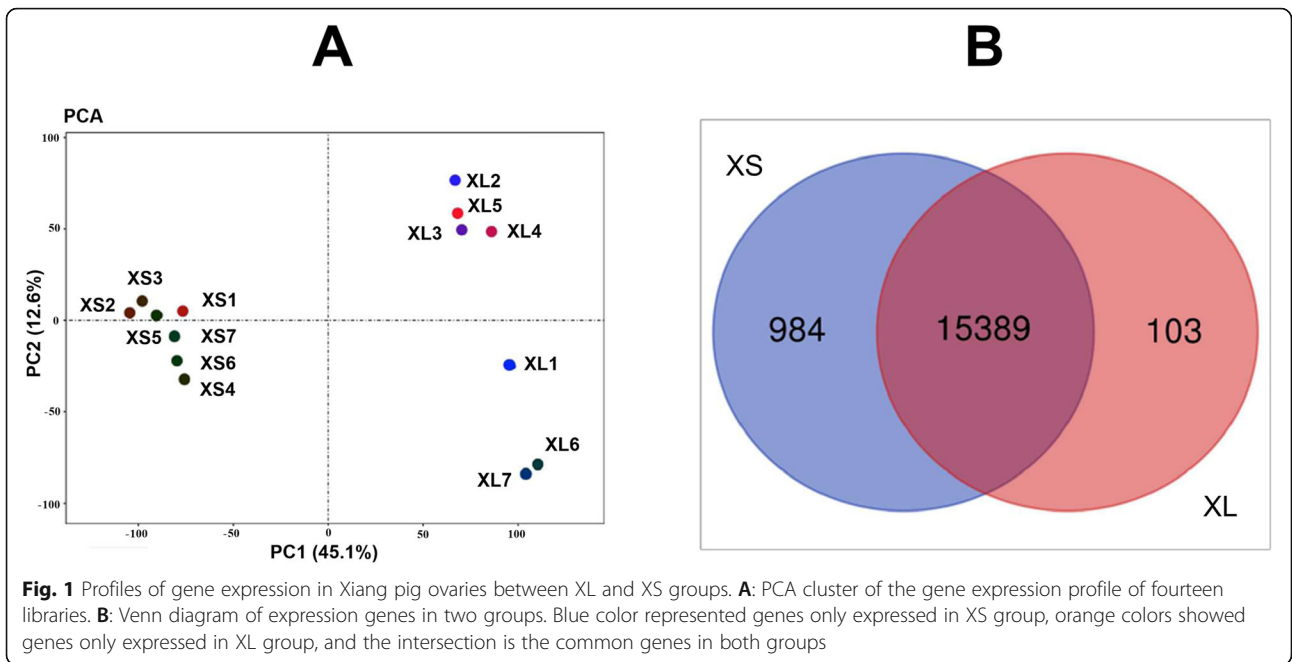 A
B
PCA
100
50
0
-50
-100
PC2 (12.6%)
XL2
XL5
XL3
XL4
XS3
XS2
XS1
XS5
XS7
XS6
XS4
XL1
XL6
XL7
-100
-50
0
50
100
PC1 (45.1%)
XS
984
15389
103
XL
Fig. 1 Profiles of gene expression in Xiang pig ovaries between XL and XS groups. A: PCA cluster of the gene expression profile of fourteen
libraries. B: Venn diagram of expression genes in two groups. Blue color represented genes only expressed in XS group, orange colors showed
genes only expressed in XL group, and the intersection is the common genes in both groups